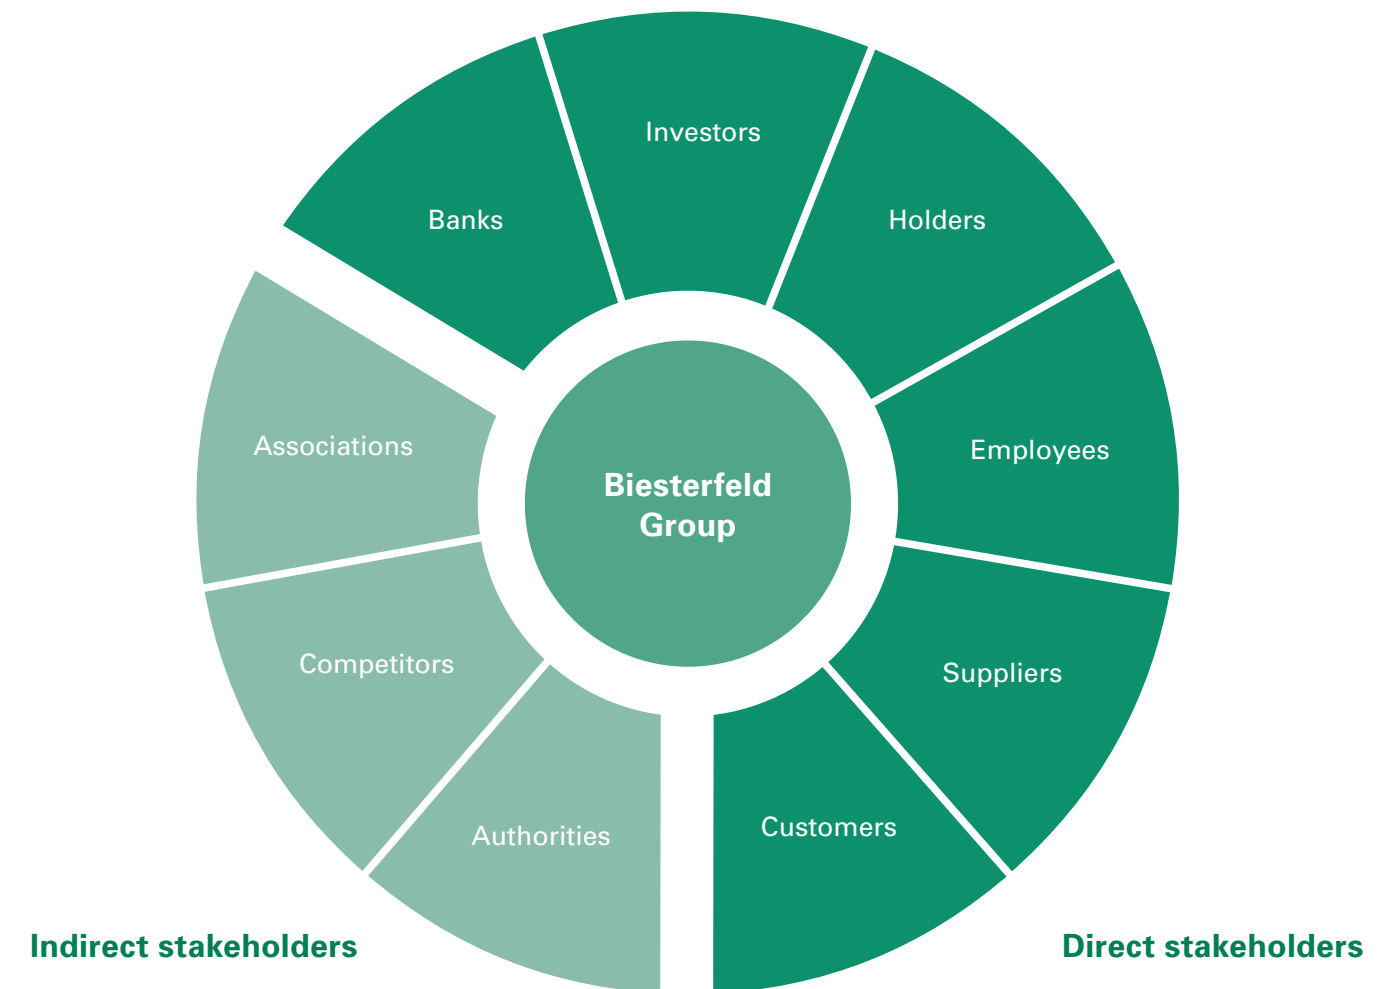 Investors
Banks
Holders
Associations
Employees
Biesterfeld
Group
Competitors
Suppliers
Customers
Authorities
Indirect stakeholders
Direct stakeholders